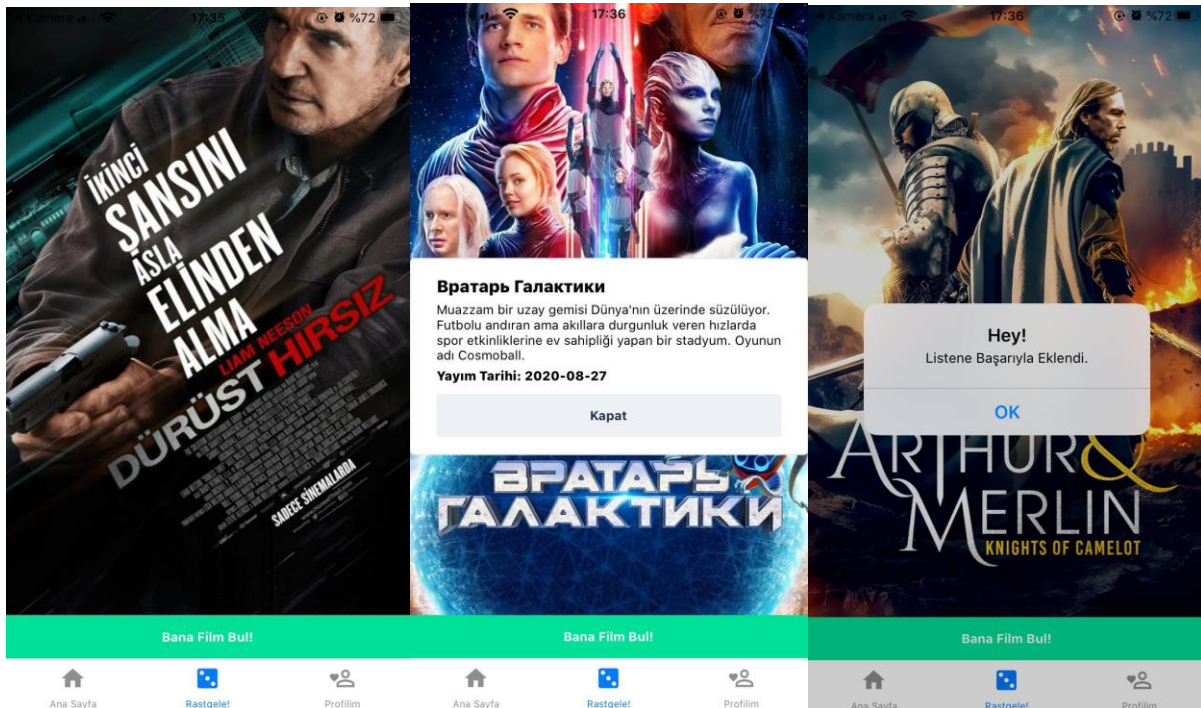 Kamera
17:35
%72
İKİNCİ
ŞANSINI
ASLA
ELİNDEN
ALMA
LIAM NEESON
DÜRÜST HIRSIZ
SADECE SİNEMALARDA
Bana Film Bul!
Ana Sayfa
Rastgele!
Profilim
17:36
%72
Вратарь Галактики
Muazzam bir uzay gemisi Dünya'nın üzerinde süzülüyor.
Futbolu andıran ama akıllara durgunluk veren hızlarda
spor etkinliklerine ev sahipliği yapan bir stadyum. Oyunun
adı Cosmoball.
Yayım Tarihi: 2020-08-27
Kapat
ВРАТАРЬ
ГАЛАКТИКИ
Bana Film Bul!
Ana Sayfa
Rastgele!
Profilim
Kamera
17:36
%72
Hey!
Listene Başarıyla Eklendi.
OK
ARTHUR &
MERLIN
KNIGHTS OF CAMELOT
Bana Film Bul!
Ana Sayfa
Rastgele!
Profilim